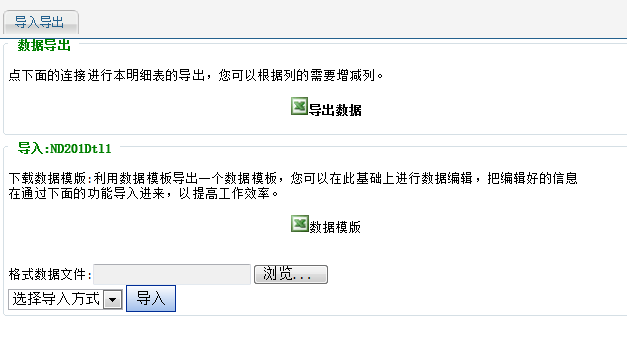 导入导出
数据导出
点下面的连接进行本明细表的导出，您可以根据列的需要增减列。
导出数据
导入:ND201Dtl1
下载数据模版:利用数据模板导出一个数据模板，您可以在此基础上进行数据编辑，把编辑好的信息
在通过下面的功能导入进来，以提高工作效率。
数据模版
格式数据文件: 浏览...
选择导入方式 导入